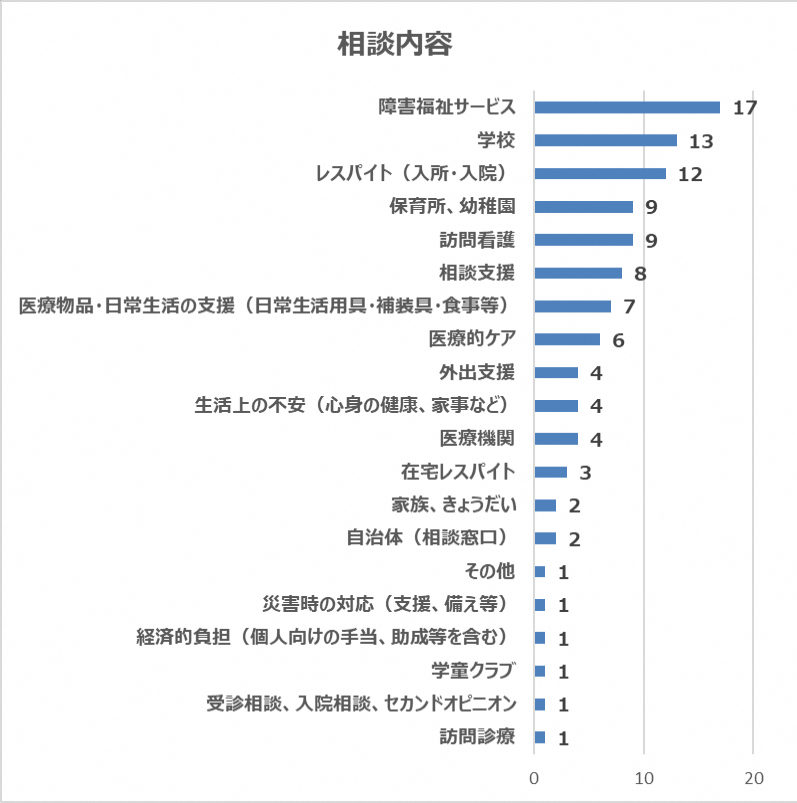 相談内容
障害福祉サービス 17
学校 13
レスパイト（入所・入院） 12
保育所、幼稚園 9
訪問看護 9
相談支援 8
医療物品・日常生活の支援（日常生活用具・補装具・食事等） 7
医療的ケア 6
外出支援 4
生活上の不安（心身の健康、家事など） 4
医療機関 4
在宅レスパイト 3
家族、きょうだい 2
自治体（相談窓口） 2
その他 1
災害時の対応（支援、備え等） 1
経済的負担（個人向けの手当、助成等を含む） 1
学童クラブ 1
受診相談、入院相談、セカンドオピニオン 1
訪問診療 1
0 10 20